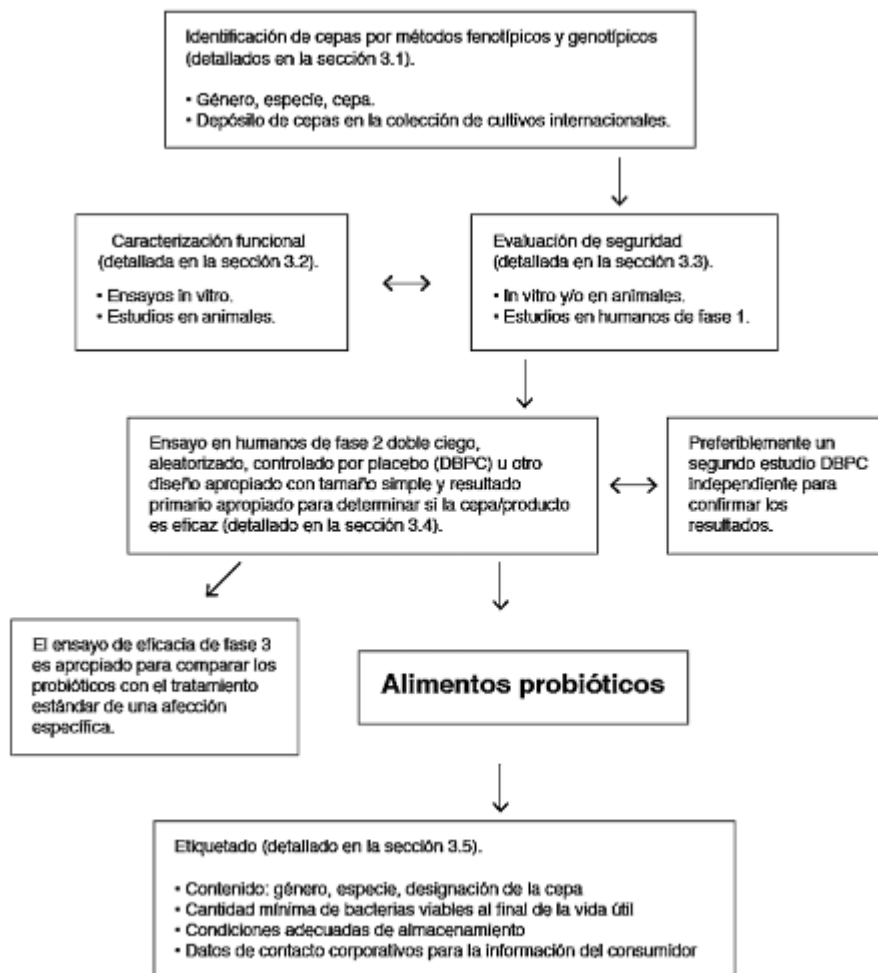 Identificación de cepas por métodos fenotípicos y genotípicos
(detallados en la sección 3.1).
• Género, especie, cepa.
• Depósilo de cepas en la colección de cultivos internacionales.
Caracterización funcional
(detallada en la sección 3.2).
• Ensayos in vitro.
• Estudios en animales.
Evaluación de seguridad
(detallada en la sección 3.3).
• In vitro y/o en animales.
• Estudios en humanos de fase 1.
Ensayo en humanos de fase 2 doble ciego,
aleatorizado, controlado por placebo (DBPC) u otro
diseño apropiado con tamaño simple y resultado
primario apropiado para determinar si la cepa/producto
es eficaz (detallado en la sección 3.4).
Preferiblemente un
segundo estudio DBPC
independiente para
confirmar los
resultados.
El ensayo de eficacia de fase 3
es apropiado para comparar los
probióticos con el tratamiento
estándar de una afección
específica.
Alimentos probióticos
Etiquetado (detallado en la sección 3.5).
• Contenido: género, especie, designación de la cepa
• Cantidad mínima de bacterias viables al final de la vida útil
• Condiciones adecuadas de almacenamiento
• Datos de contacto corporativos para la información del consumidor